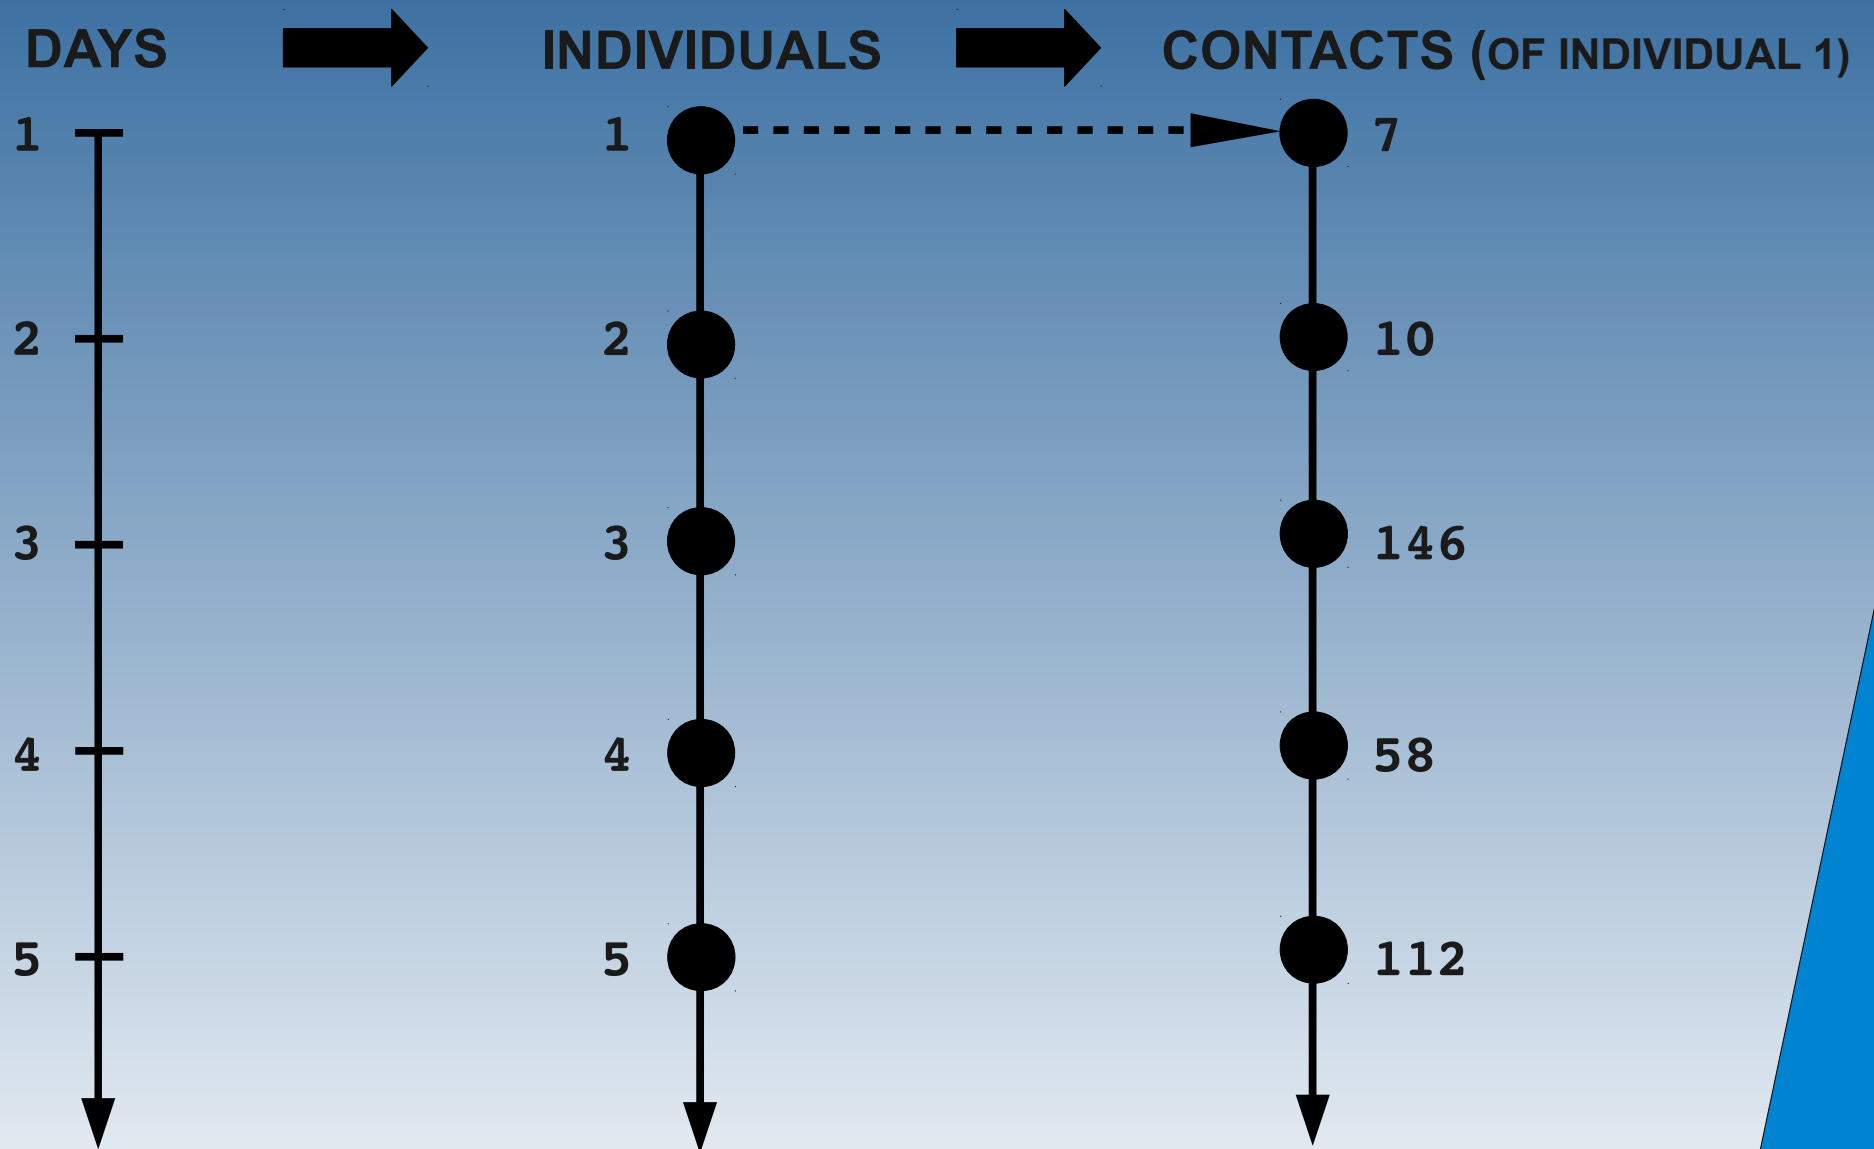 DAYS INDIVIDUALS CONTACTS (OF INDIVIDUAL 1)
1 1 7
2 2 10
3 3 146
4 4 58
5 5 112